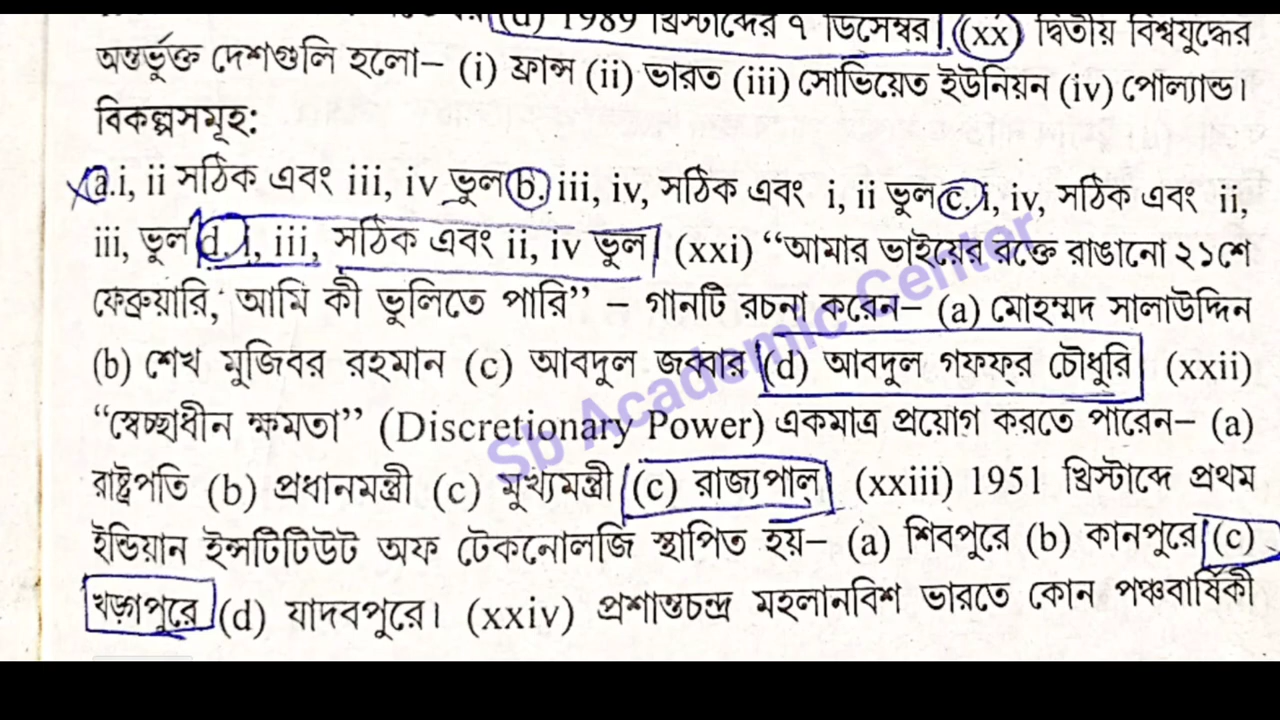 (d) 1989 খ্রিস্টাব্দের ৭ ডিসেম্বর। (xx) দ্বিতীয় বিশ্বযুদ্ধের
অন্তর্ভুক্ত দেশগুলি হলো– (i) ফ্রান্স (ii) ভারত (iii) সোভিয়েত ইউনিয়ন (iv) পোল্যান্ড।
বিকল্পসমূহ:
a.i, ii সঠিক এবং iii, iv ভুল b. iii, iv, সঠিক এবং i, ii ভুল c. i, iv, সঠিক এবং ii,
iii, ভুল d. i, iii, সঠিক এবং ii, iv ভুল (xxi) “আমার ভাইয়ের রক্তে রাঙানো ২১শে
ফেব্রুয়ারি, আমি কী ভুলিতে পারি” – গানটি রচনা করেন– (a) মোহম্মদ সালাউদ্দিন
(b) শেখ মুজিবর রহমান (c) আবদুল জব্বার (d) আবদুল গফফ্র চৌধুরি (xxii)
“স্বেচ্ছাধীন ক্ষমতা” (Discretionary Power) একমাত্র প্রয়োগ করতে পারেন– (a)
রাষ্ট্রপতি (b) প্রধানমন্ত্রী (c) মুখ্যমন্ত্রী (c) রাজ্যপাল (xxiii) 1951 খ্রিস্টাব্দে প্রথম
ইন্ডিয়ান ইন্সটিটিউট অফ টেকনোলজি স্থাপিত হয়– (a) শিবপুরে (b) কানপুরে (c)
খড়্গপুরে (d) যাদবপুরে। (xxiv) প্রশান্তচন্দ্র মহলানবিশ ভারতে কোন পঞ্চবার্ষিকী
Sb Academic Center